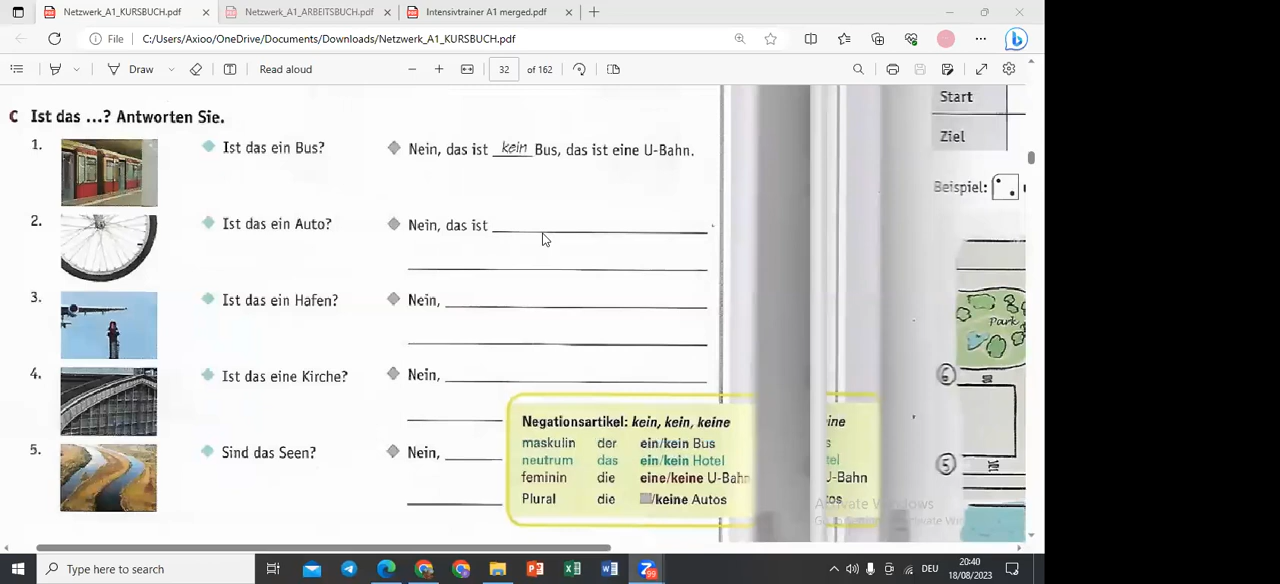 Netzwerk_A1_KURSBUCH.pdf
Netzwerk_A1_ARBEITSBUCH.pdf
Intensivtrainer A1 merged.pdf
File C:/Users/Axioo/OneDrive/Documents/Downloads/Netzwerk_A1_KURSBUCH.pdf
Draw Read aloud 32 of 162
C Ist das ...? Antworten Sie.
1. Ist das ein Bus? Nein, das ist kein Bus, das ist eine U-Bahn.
2. Ist das ein Auto? Nein, das ist
3. Ist das ein Hafen? Nein,
4. Ist das eine Kirche? Nein,
5. Sind das Seen? Nein,
Negationsartikel: kein, kein, keine
maskulin der ein/kein Bus
neutrum das ein/kein Hotel
feminin die eine/keine U-Bahn
Plural die /keine Autos
ine
s
tel
U-Bahn
tos
Start
Ziel
Beispiel:
Park
6
5
Activate Windows
Type here to search
99
DEU
20:40
18/08/2023